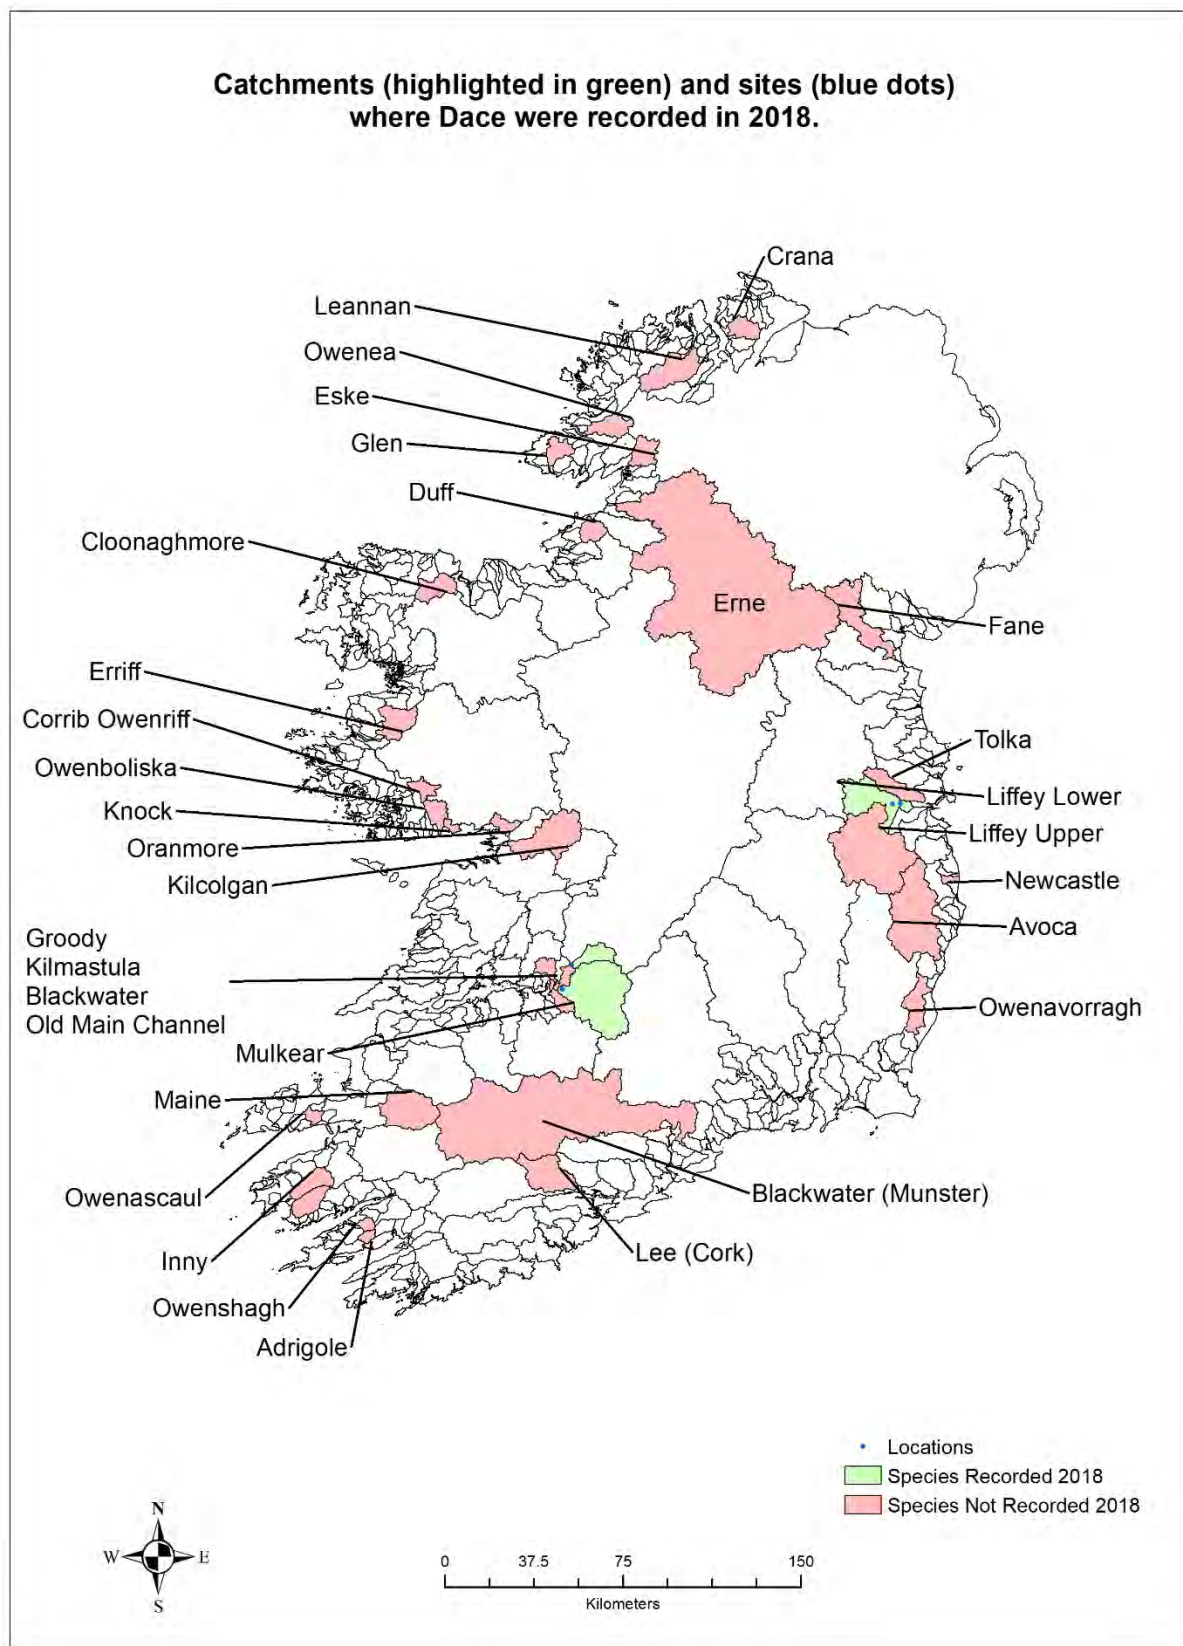 Catchments (highlighted in green) and sites (blue dots)
where Dace were recorded in 2018.
Crana
Leannan
Owenea
Eske
Glen
Duff
Cloonaghmore
Erne
Fane
Erriff
Corrib Owenriff
Tolka
Owenboliska
Liffey Lower
Knock
Liffey Upper
Oranmore
Kilcolgan
Newcastle
Avoca
Groody
Kilmastula
Blackwater
Old Main Channel
Owenavorragh
Mulkear
Maine
Owenascaul
Blackwater (Munster)
Inny
Lee (Cork)
Owenshagh
Adrigole
Locations
Species Recorded 2018
Species Not Recorded 2018
N
W E
S
0 37.5 75 150
Kilometers